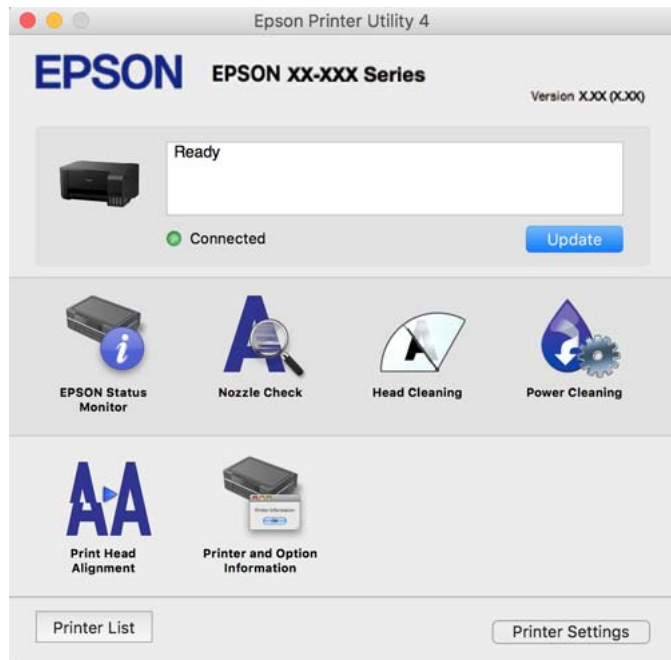 Epson Printer Utility 4
EPSON
EPSON XX-XXX Series
Version X.XX (X.XX)
Ready
Connected
Update
EPSON Status
Monitor
Nozzle Check
Head Cleaning
Power Cleaning
Print Head
Alignment
Printer and Option
Information
Printer List
Printer Settings